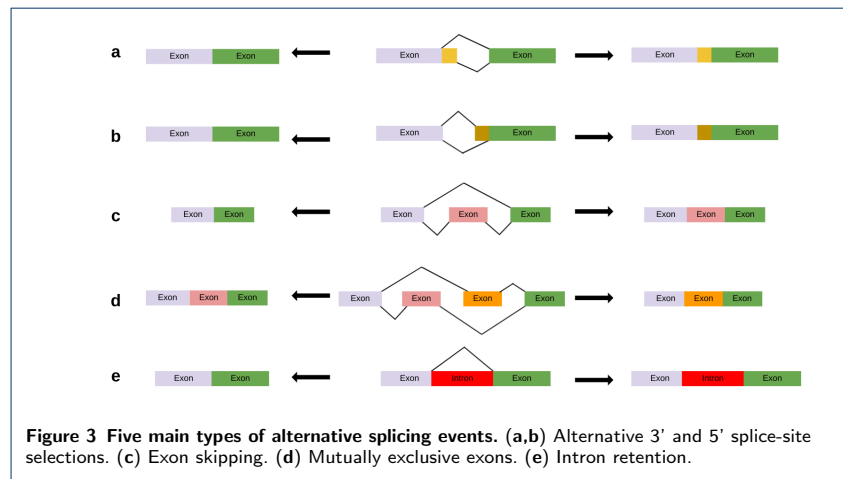 a Exon Exon Exon Exon Exon Exon
b Exon Exon Exon Exon Exon Exon
c Exon Exon Exon Exon Exon Exon Exon Exon
d Exon Exon Exon Exon Exon Exon Exon Exon Exon Exon
e Exon Exon Exon Intron Exon Exon Intron Exon
Figure 3 Five main types of alternative splicing events. (a,b) Alternative 3' and 5' splice-site
selections. (c) Exon skipping. (d) Mutually exclusive exons. (e) Intron retention.